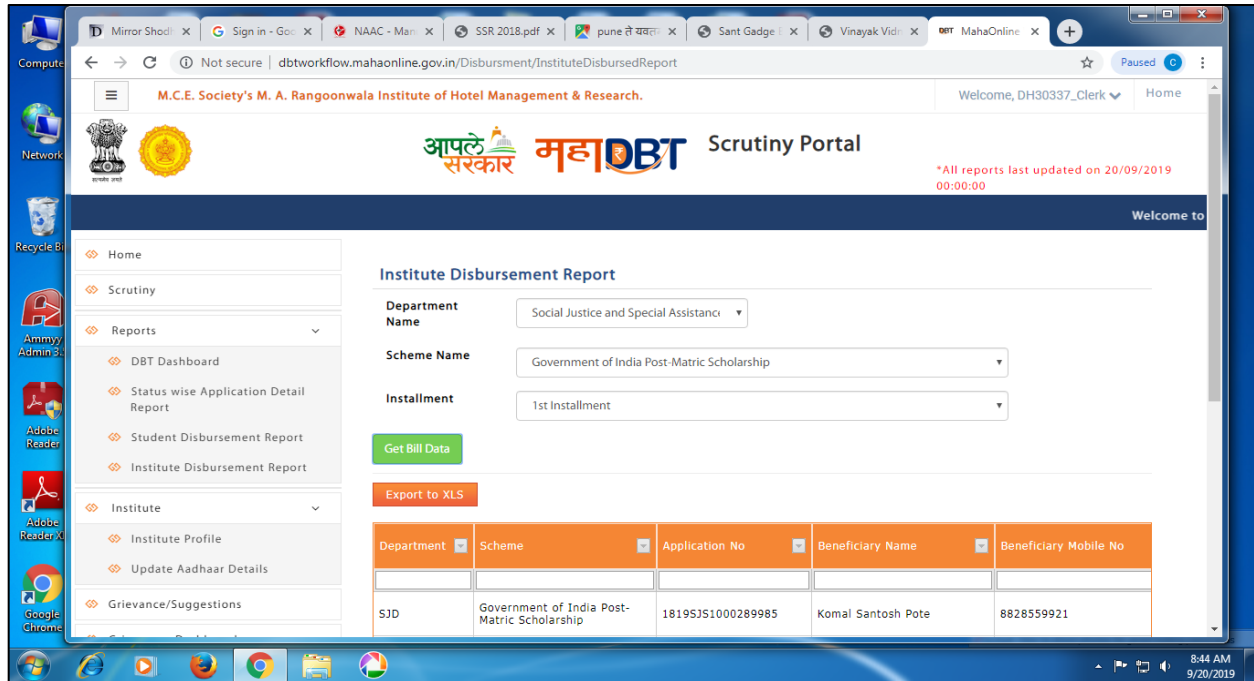 Mirror Shodh
Sign in - Goo
NAAC - Man
SSR 2018.pdf
pune ते यवत
Sant Gadge
Vinayak Vidr
DBT MahaOnline
Compute
Not secure | dbtworkflow.mahaonline.gov.in/Disbursment/InstituteDisbursedReport
Paused C
M.C.E. Society's M. A. Rangoonwala Institute of Hotel Management & Research.
Welcome, DH30337_Clerk
Home
Network
आपले सरकार
महाDBT
Scrutiny Portal
*All reports last updated on 20/09/2019
00:00:00
Welcome to
Recycle Bi
Home
Scrutiny
Reports
DBT Dashboard
Status wise Application Detail
Report
Student Disbursement Report
Institute Disbursement Report
Institute
Institute Profile
Update Aadhaar Details
Grievance/Suggestions
Ammyy
Admin 3.
Adobe
Reader
Adobe
Reader XI
Google
Chrome
Institute Disbursement Report
Department
Name
Social Justice and Special Assistance
Scheme Name
Government of India Post-Matric Scholarship
Installment
1st Installment
Get Bill Data
Export to XLS
Department Scheme Application No Beneficiary Name Beneficiary Mobile No
SJD Government of India Post- 1819SJS1000289985 Komal Santosh Pote 8828559921
Matric Scholarship
8:44 AM
9/20/2019